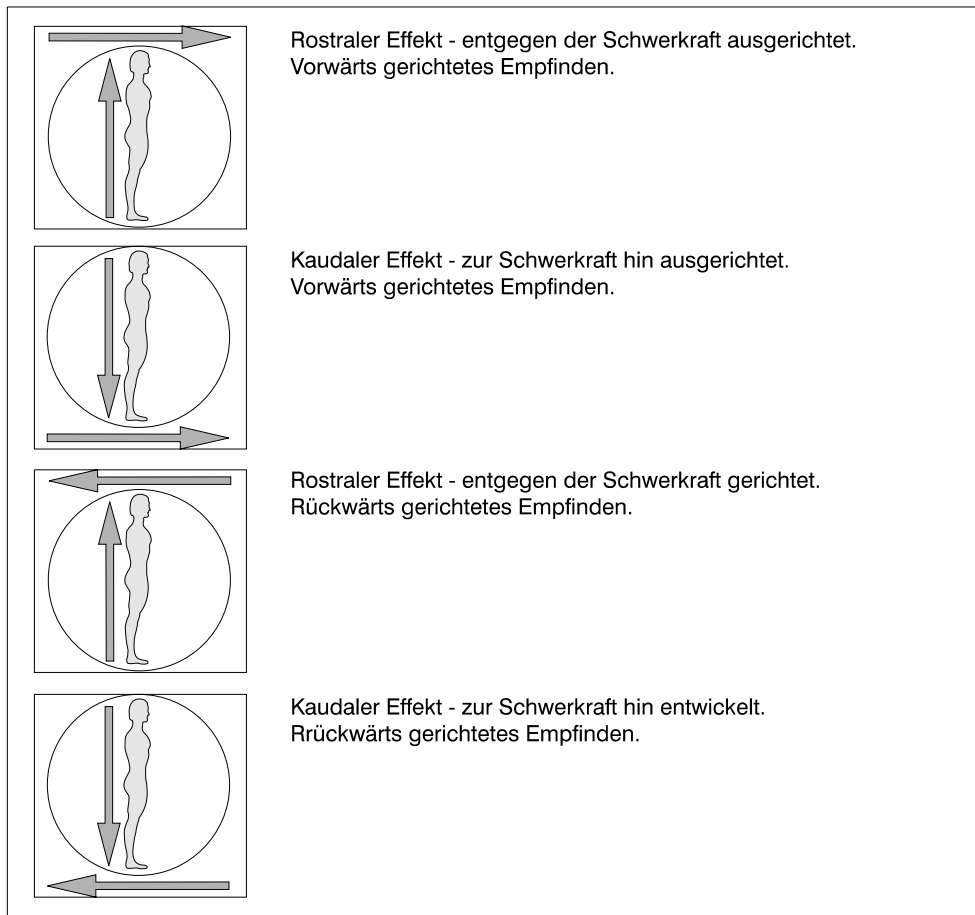 Rostraler Effekt - entgegen der Schwerkraft ausgerichtet.
Vorwärts gerichtetes Empfinden.
Kaudaler Effekt - zur Schwerkraft hin ausgerichtet.
Vorwärts gerichtetes Empfinden.
Rostraler Effekt - entgegen der Schwerkraft gerichtet.
Rückwärts gerichtetes Empfinden.
Kaudaler Effekt - zur Schwerkraft hin entwickelt.
Rrückwärts gerichtetes Empfinden.